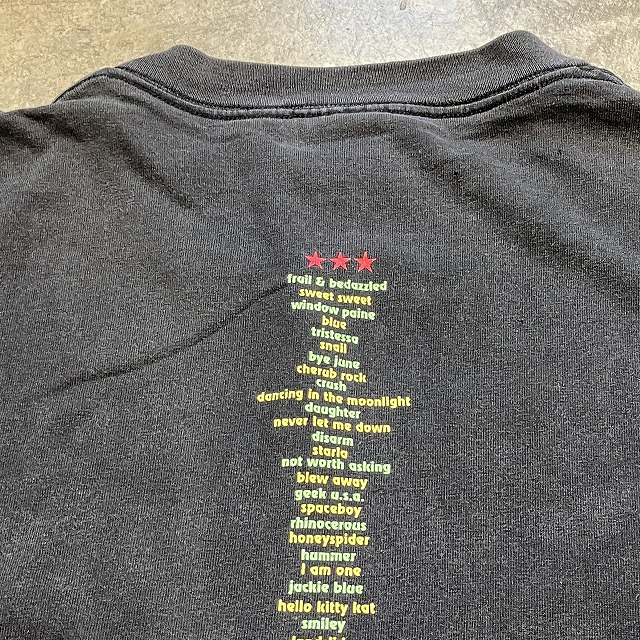 frail & bedazzled
sweet sweet
window paine
blue
tristessa
snail
bye june
cherub rock
crush
dancing in the moonlight
daughter
never let me down
disarm
starla
not worth asking
blew away
geek u.s.a.
spaceboy
rhinocerous
honeyspider
hummer
I am one
jackie blue
hello kitty kat
smiley